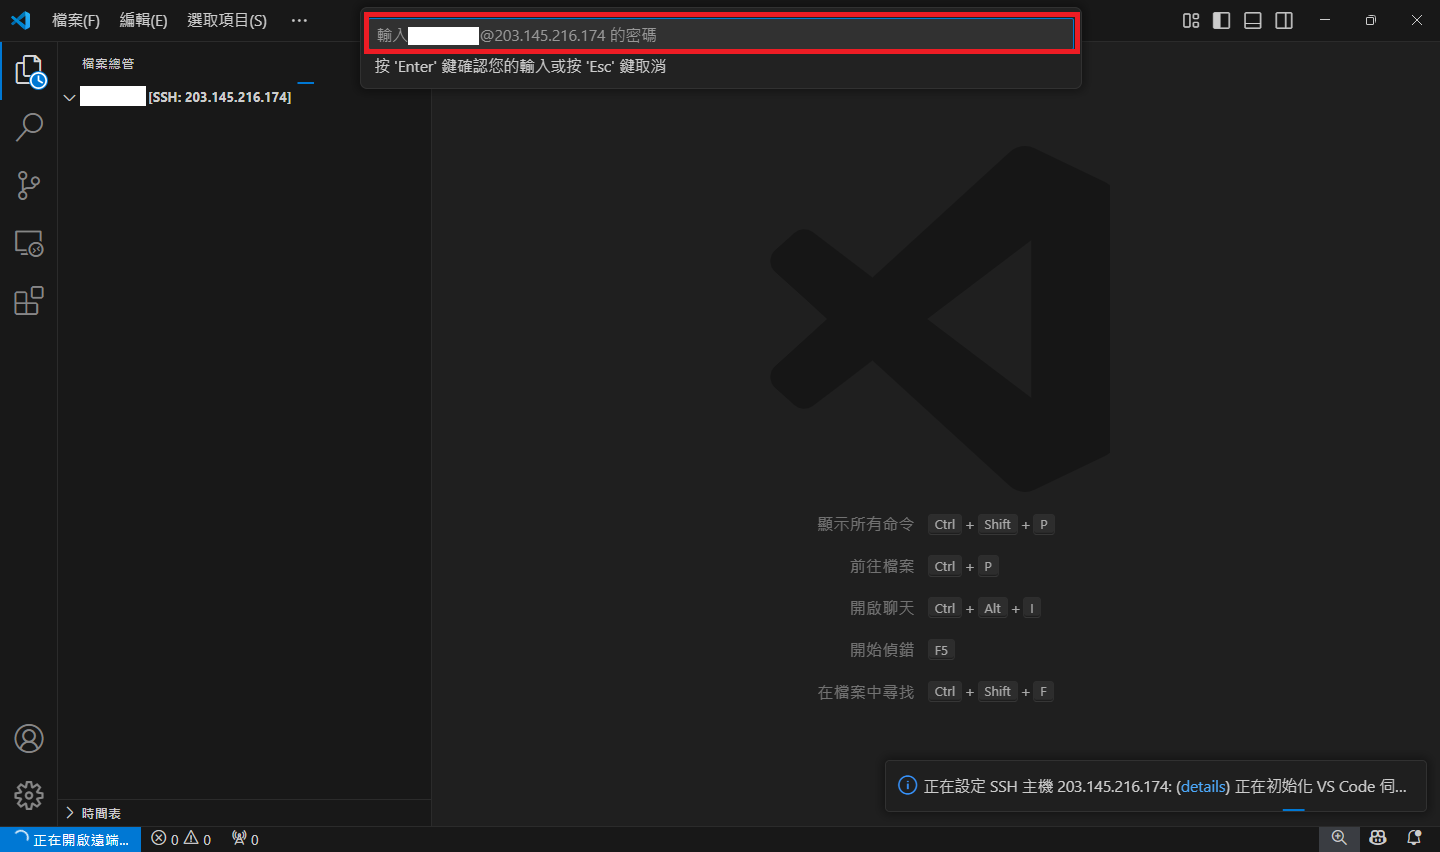 檔案(F) 編輯(E) 選取項目(S) ···
輸入 @203.145.216.174 的密碼
按 'Enter' 鍵確認您的輸入或按 'Esc' 鍵取消
檔案總管
[SSH: 203.145.216.174]
顯示所有命令 Ctrl + Shift + P
前往檔案 Ctrl + P
開啟聊天 Ctrl + Alt + I
開始偵錯 F5
在檔案中尋找 Ctrl + Shift + F
正在設定 SSH 主機 203.145.216.174: (details) 正在初始化 VS Code 伺...
時間表
正在開啟遠端... 0 0 0